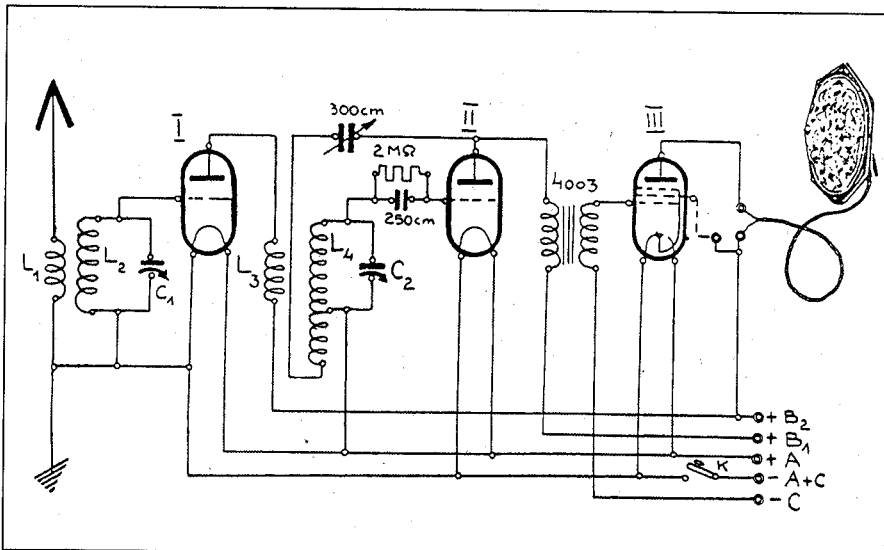 I
II
III
300cm
2MΩ
250cm
4003
L1
L2
C1
L3
L4
C2
K
+ B2
+ B1
+ A
- A+C
- C